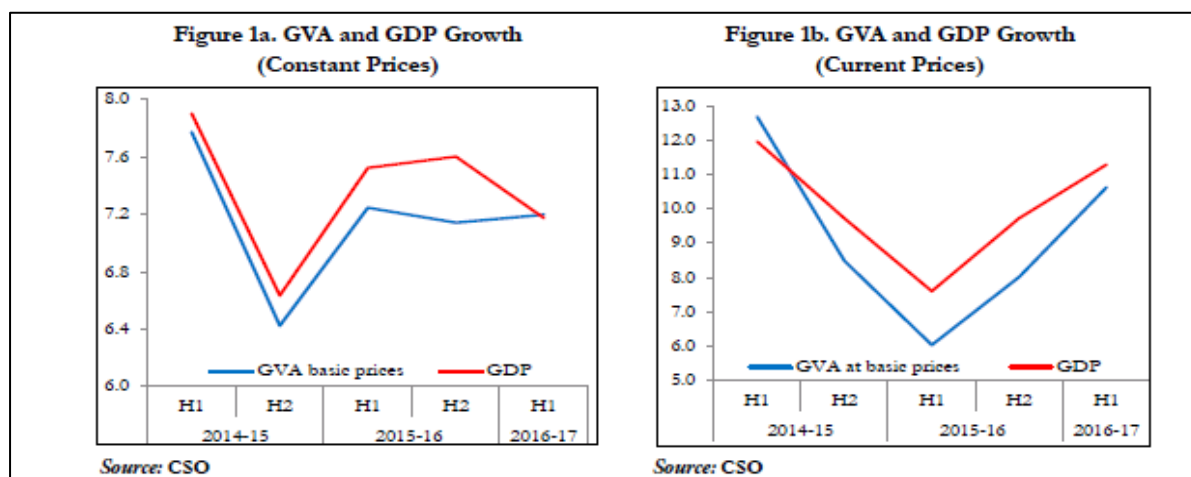 Figure 1a. GVA and GDP Growth
(Constant Prices)
8.0
7.6
7.2
6.8
6.4
6.0
GVA basic prices GDP
H1 H2 H1 H2 H1
2014-15 2015-16 2016-17
Source: CSO
Figure 1b. GVA and GDP Growth
(Current Prices)
13.0
12.0
11.0
10.0
9.0
8.0
7.0
6.0
5.0
GVA at basic prices GDP
H1 H2 H1 H2 H1
2014-15 2015-16 2016-17
Source: CSO